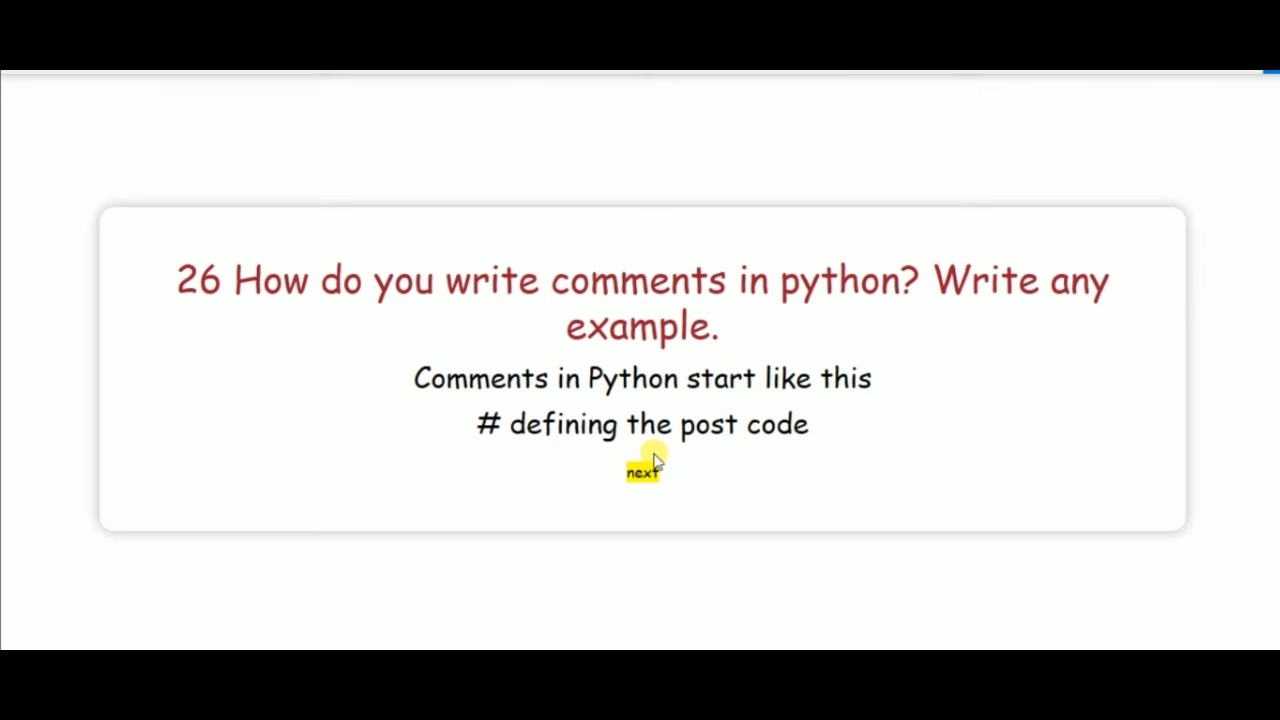 26 How do you write comments in python? Write any
example.
Comments in Python start like this
# defining the post code
next